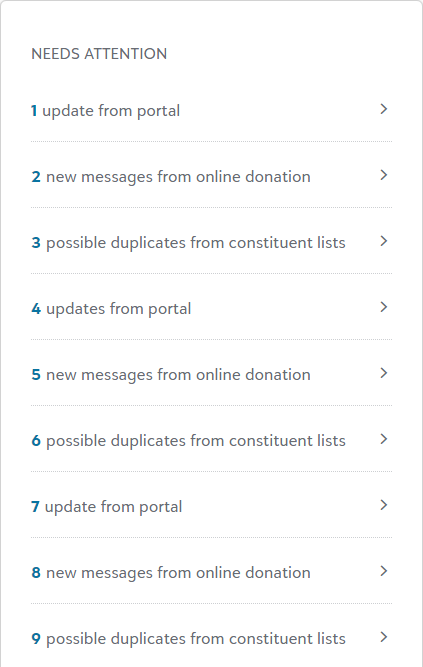 NEEDS ATTENTION
1 update from portal
2 new messages from online donation
3 possible duplicates from constituent lists
4 updates from portal
5 new messages from online donation
6 possible duplicates from constituent lists
7 update from portal
8 new messages from online donation
9 possible duplicates from constituent lists